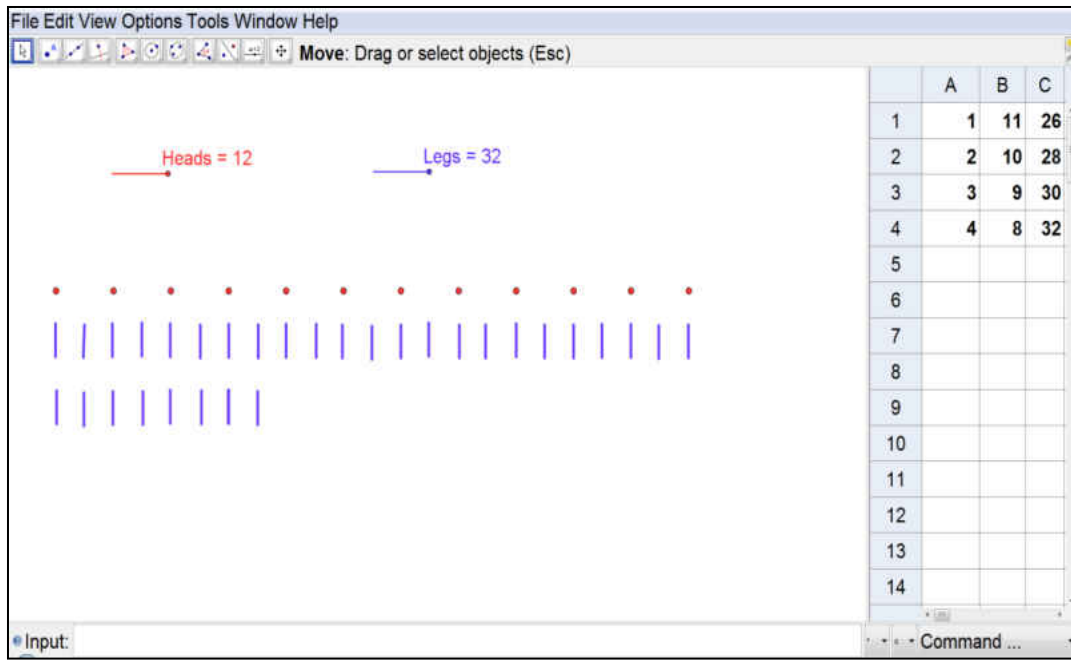 File Edit View Options Tools Window Help
Move: Drag or select objects (Esc)
A B C
1 1 11 26
2 2 10 28
3 3 9 30
4 4 8 32
5
6
7
8
9
10
11
12
13
14
Heads = 12
Legs = 32
Input:
Command ...